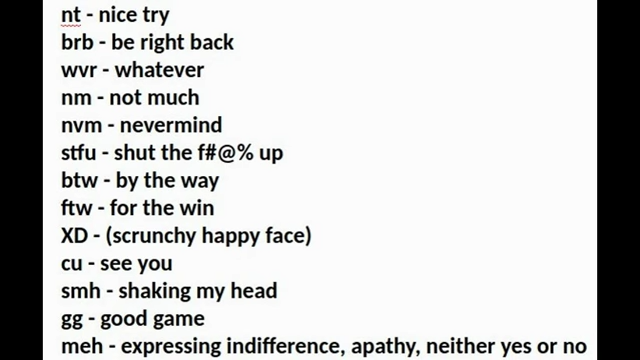 nt - nice try
brb - be right back
wvr - whatever
nm - not much
nvm - nevermind
stfu - shut the f#@% up
btw - by the way
ftw - for the win
XD - (scrunchy happy face)
cu - see you
smh - shaking my head
gg - good game
meh - expressing indifference, apathy, neither yes or no